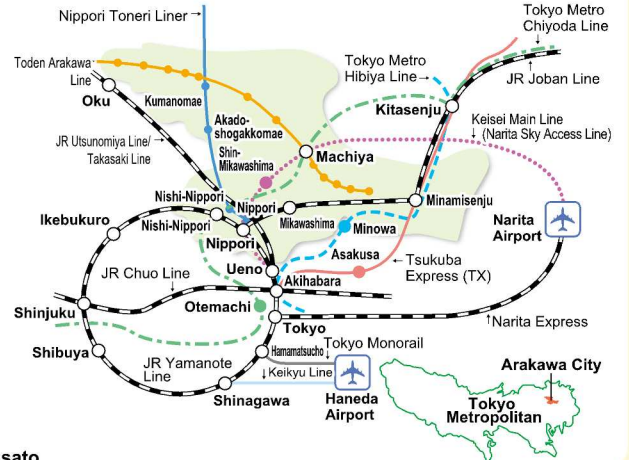 Nippori Toneri Liner
Tokyo Metro
Chiyoda Line
Toden Arakawa
Line
Tokyo Metro
Hibiya Line
JR Joban Line
Oku
Kumanomae
Kitasenju
Akado-
shogakkomae
Keisei Main Line
(Narita Sky Access Line)
JR Utsunomiya Line/
Takasaki Line
Shin-
Mikawashima
Machiya
Nishi-Nippori
Nippori
Minamisenju
Ikebukuro
Nishi-Nippori
Mikawashima
Minowa
Narita
Airport
Nippori
Asakusa
Ueno
Tsukuba
Express (TX)
JR Chuo Line
Akihabara
Otemachi
Shinjuku
Tokyo
Narita Express
Shibuya
JR Yamanote
Line
Hamamatsucho
Tokyo Monorail
Keikyu Line
Shinagawa
Haneda
Airport
Arakawa City
Tokyo
Metropolitan
sato